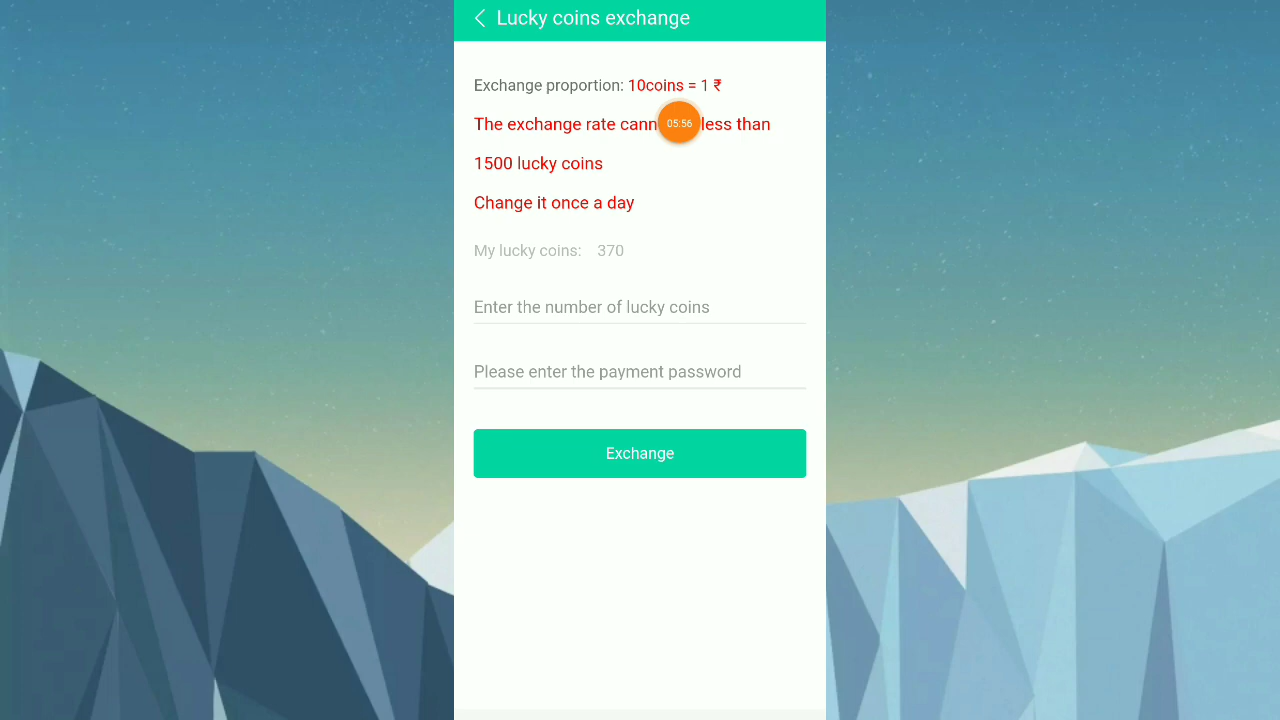 Lucky coins exchange
Exchange proportion: 10coins = 1 ₹
The exchange rate cann 05:56 less than
1500 lucky coins
Change it once a day
My lucky coins: 370
Enter the number of lucky coins
Please enter the payment password
Exchange